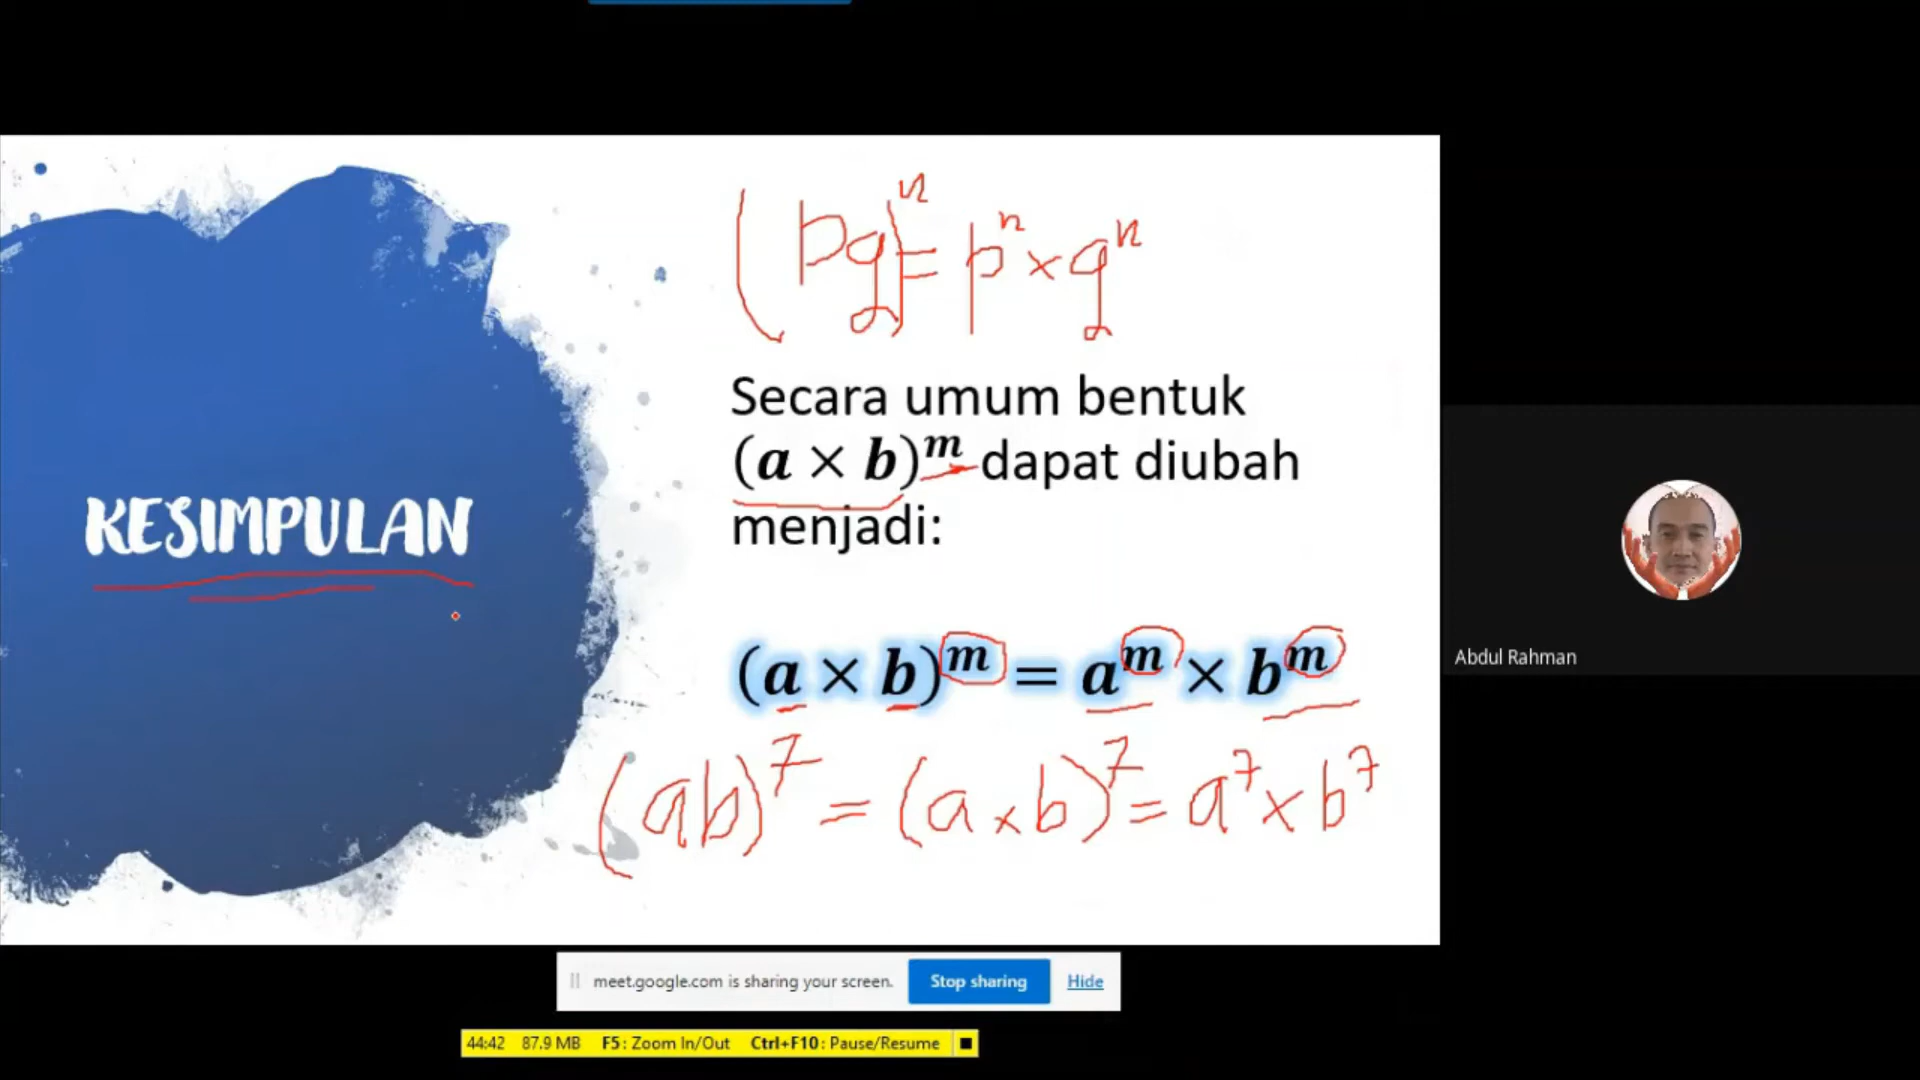 (pq)ⁿ = pⁿ × qⁿ
Secara umum bentuk
(a × b)ᵐ dapat diubah
menjadi:
KESIMPULAN
(a × b)ᵐ = aᵐ × bᵐ
(ab)⁷ = (a × b)⁷ = a⁷ × b⁷
Abdul Rahman
meet.google.com is sharing your screen. Stop sharing Hide
44:42 87.9 MB F5: Zoom In/Out Ctrl+F10: Pause/Resume